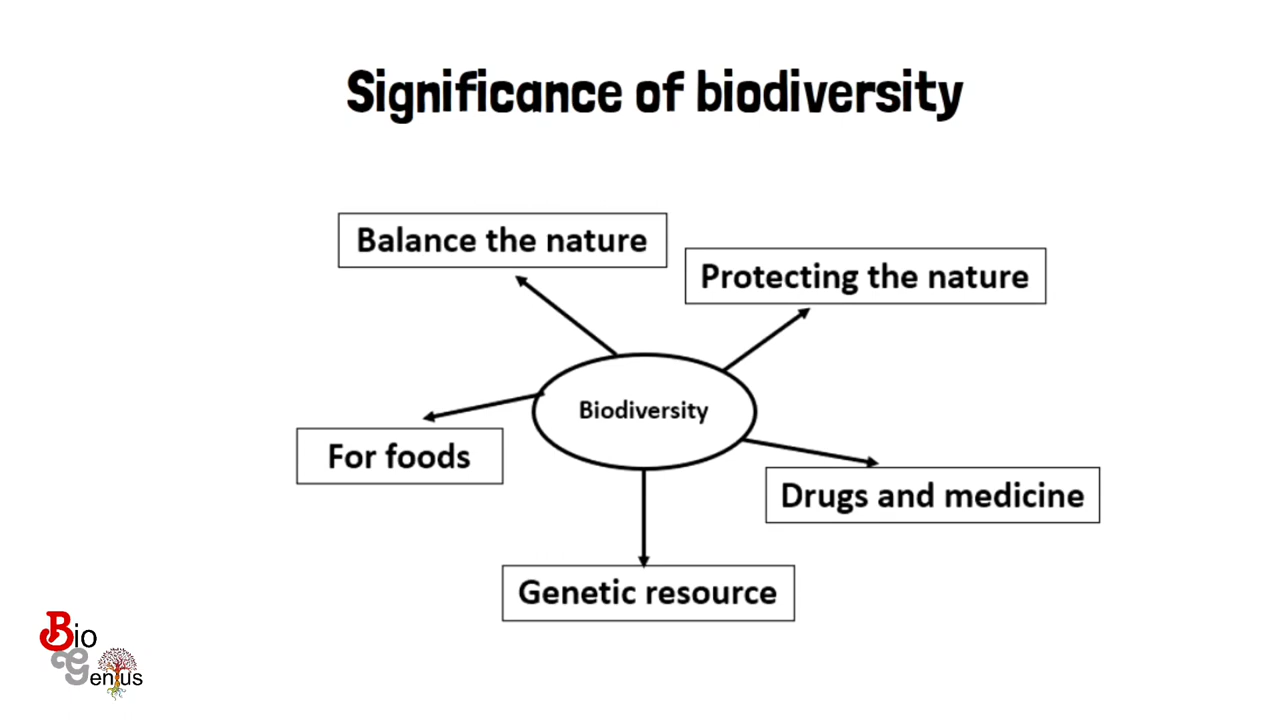 Significance of biodiversity
Balance the nature
Protecting the nature
Biodiversity
For foods
Drugs and medicine
Genetic resource
Bio
Genius